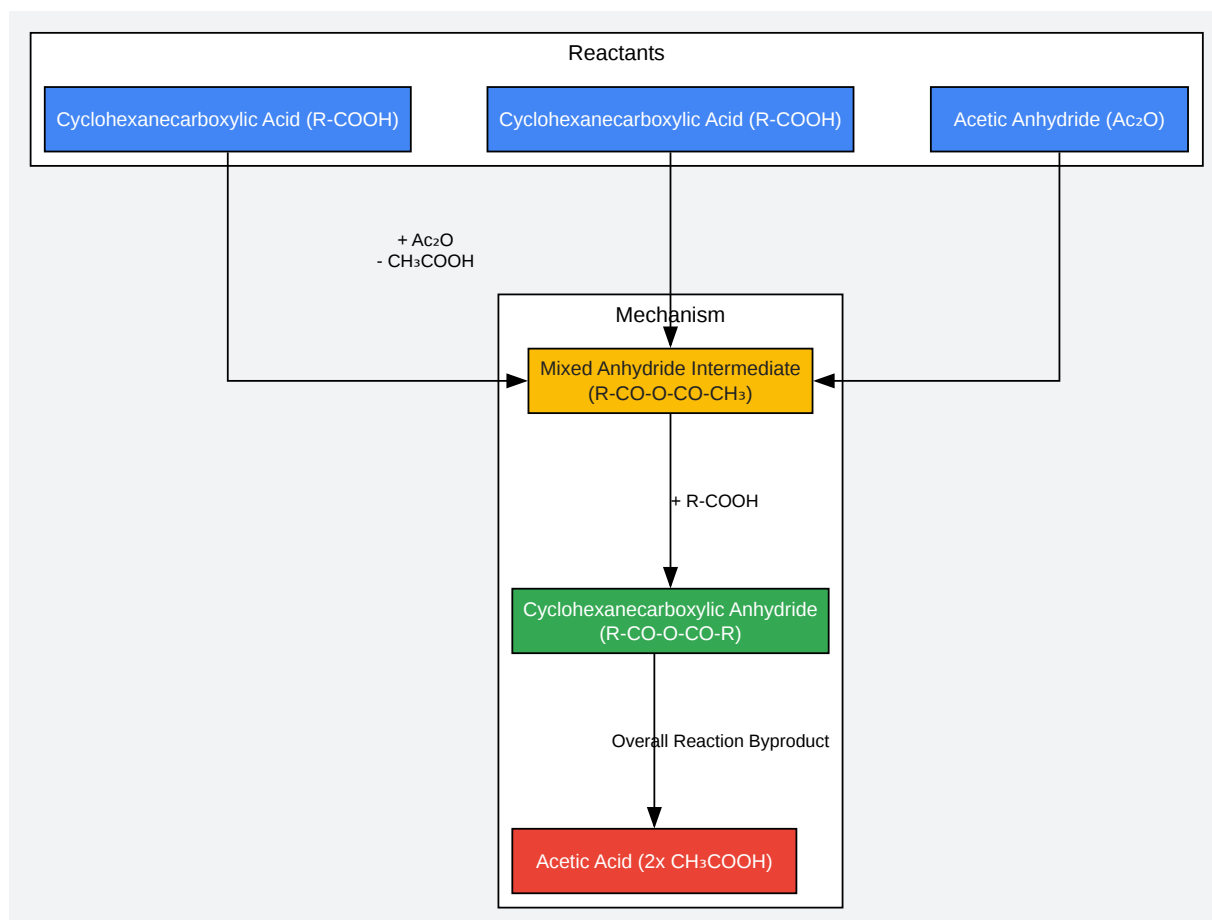 Reactants
Cyclohexanecarboxylic Acid (R-COOH)
Cyclohexanecarboxylic Acid (R-COOH)
Acetic Anhydride (Ac₂O)
+ Ac₂O
- CH₃COOH
Mechanism
Mixed Anhydride Intermediate
(R-CO-O-CO-CH₃)
+ R-COOH
Cyclohexanecarboxylic Anhydride
(R-CO-O-CO-R)
Overall Reaction Byproduct
Acetic Acid (2x CH₃COOH)